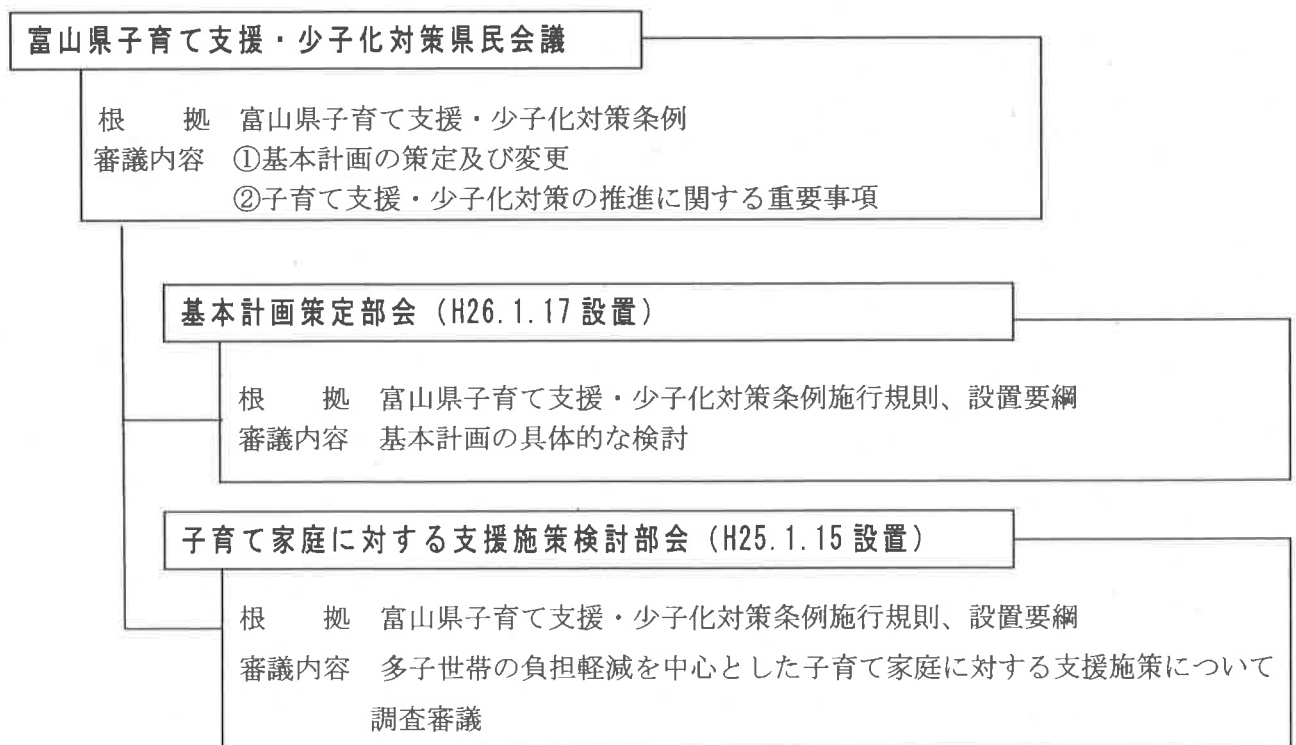 富山県子育て支援・少子化対策県民会議
根　　拠　富山県子育て支援・少子化対策条例
審議内容　①基本計画の策定及び変更
②子育て支援・少子化対策の推進に関する重要事項
基本計画策定部会（H26.1.17設置）
根　　拠　富山県子育て支援・少子化対策条例施行規則、設置要綱
審議内容　基本計画の具体的な検討
子育て家庭に対する支援施策検討部会（H25.1.15設置）
根　　拠　富山県子育て支援・少子化対策条例施行規則、設置要綱
審議内容　多子世帯の負担軽減を中心とした子育て家庭に対する支援施策について
調査審議